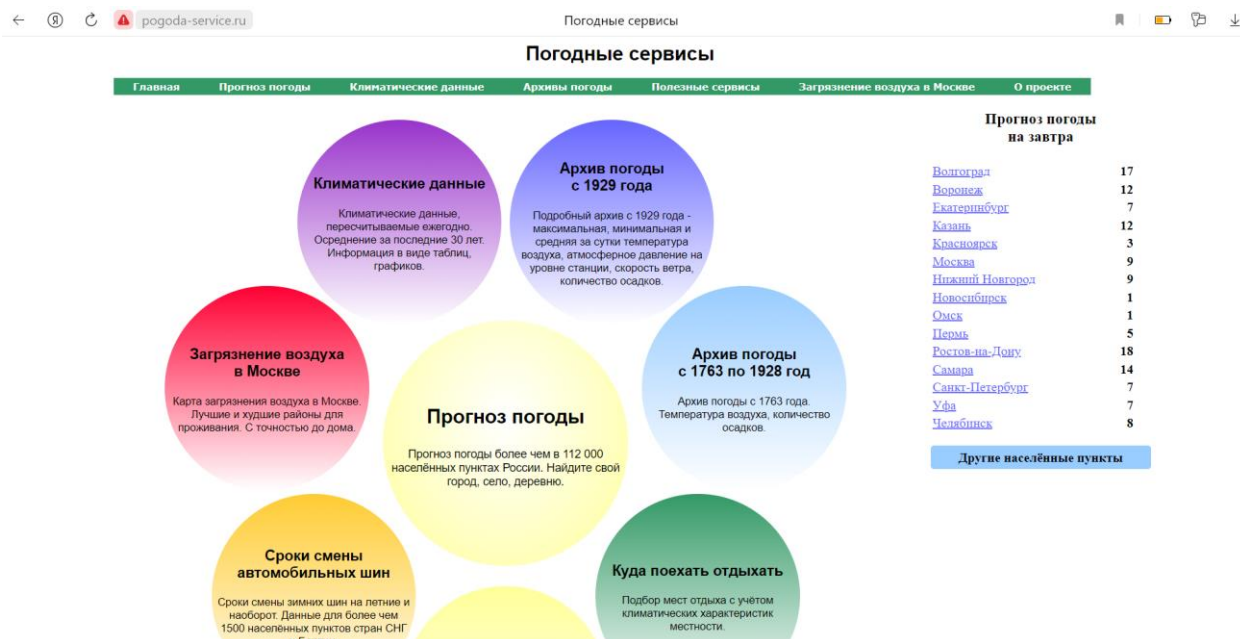 pogoda-service.ru
Погодные сервисы
Погодные сервисы
Главная Прогноз погоды Климатические данные Архивы погоды Полезные сервисы Загрязнение воздуха в Москве О проекте
Климатические данные
Климатические данные,
пересчитываемые ежегодно.
Осреднение за последние 30 лет.
Информация в виде таблиц,
графиков.
Архив погоды
с 1929 года
Подробный архив с 1929 года -
максимальная, минимальная и
средняя за сутки температура
воздуха, атмосферное давление на
уровне станции, скорость ветра,
количество осадков.
Загрязнение воздуха
в Москве
Карта загрязнения воздуха в Москве.
Лучшие и худшие районы для
проживания. С точностью до дома.
Прогноз погоды
Прогноз погоды более чем в 112 000
населённых пунктах России. Найдите свой
город, село, деревню.
Архив погоды
с 1763 по 1928 год
Архив погоды с 1763 года.
Температура воздуха, количество
осадков.
Сроки смены
автомобильных шин
Сроки смены зимних шин на летние и
наоборот. Данные для более чем
1500 населённых пунктов стран СНГ
Куда поехать отдыхать
Подбор мест отдыха с учётом
климатических характеристик
местности.
Прогноз погоды
на завтра
Волгоград 17
Воронеж 12
Екатеринбург 7
Казань 12
Красноярск 3
Москва 9
Нижний Новгород 9
Новосибирск 1
Омск 1
Пермь 5
Ростов-на-Дону 18
Самара 14
Санкт-Петербург 7
Уфа 7
Челябинск 8
Другие населённые пункты